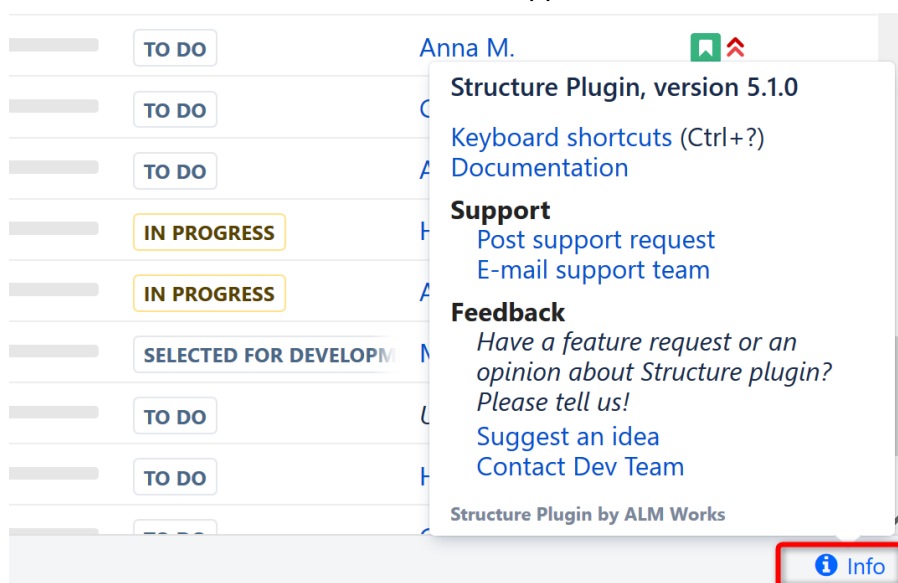 TO DO
Anna M.
Structure Plugin, version 5.1.0
TO DO
Keyboard shortcuts (Ctrl+?)
TO DO
Documentation
Support
IN PROGRESS
Post support request
E-mail support team
IN PROGRESS
Feedback
Have a feature request or an
SELECTED FOR DEVELOPM
opinion about Structure plugin?
Please tell us!
TO DO
Suggest an idea
TO DO
Contact Dev Team
Structure Plugin by ALM Works
Info